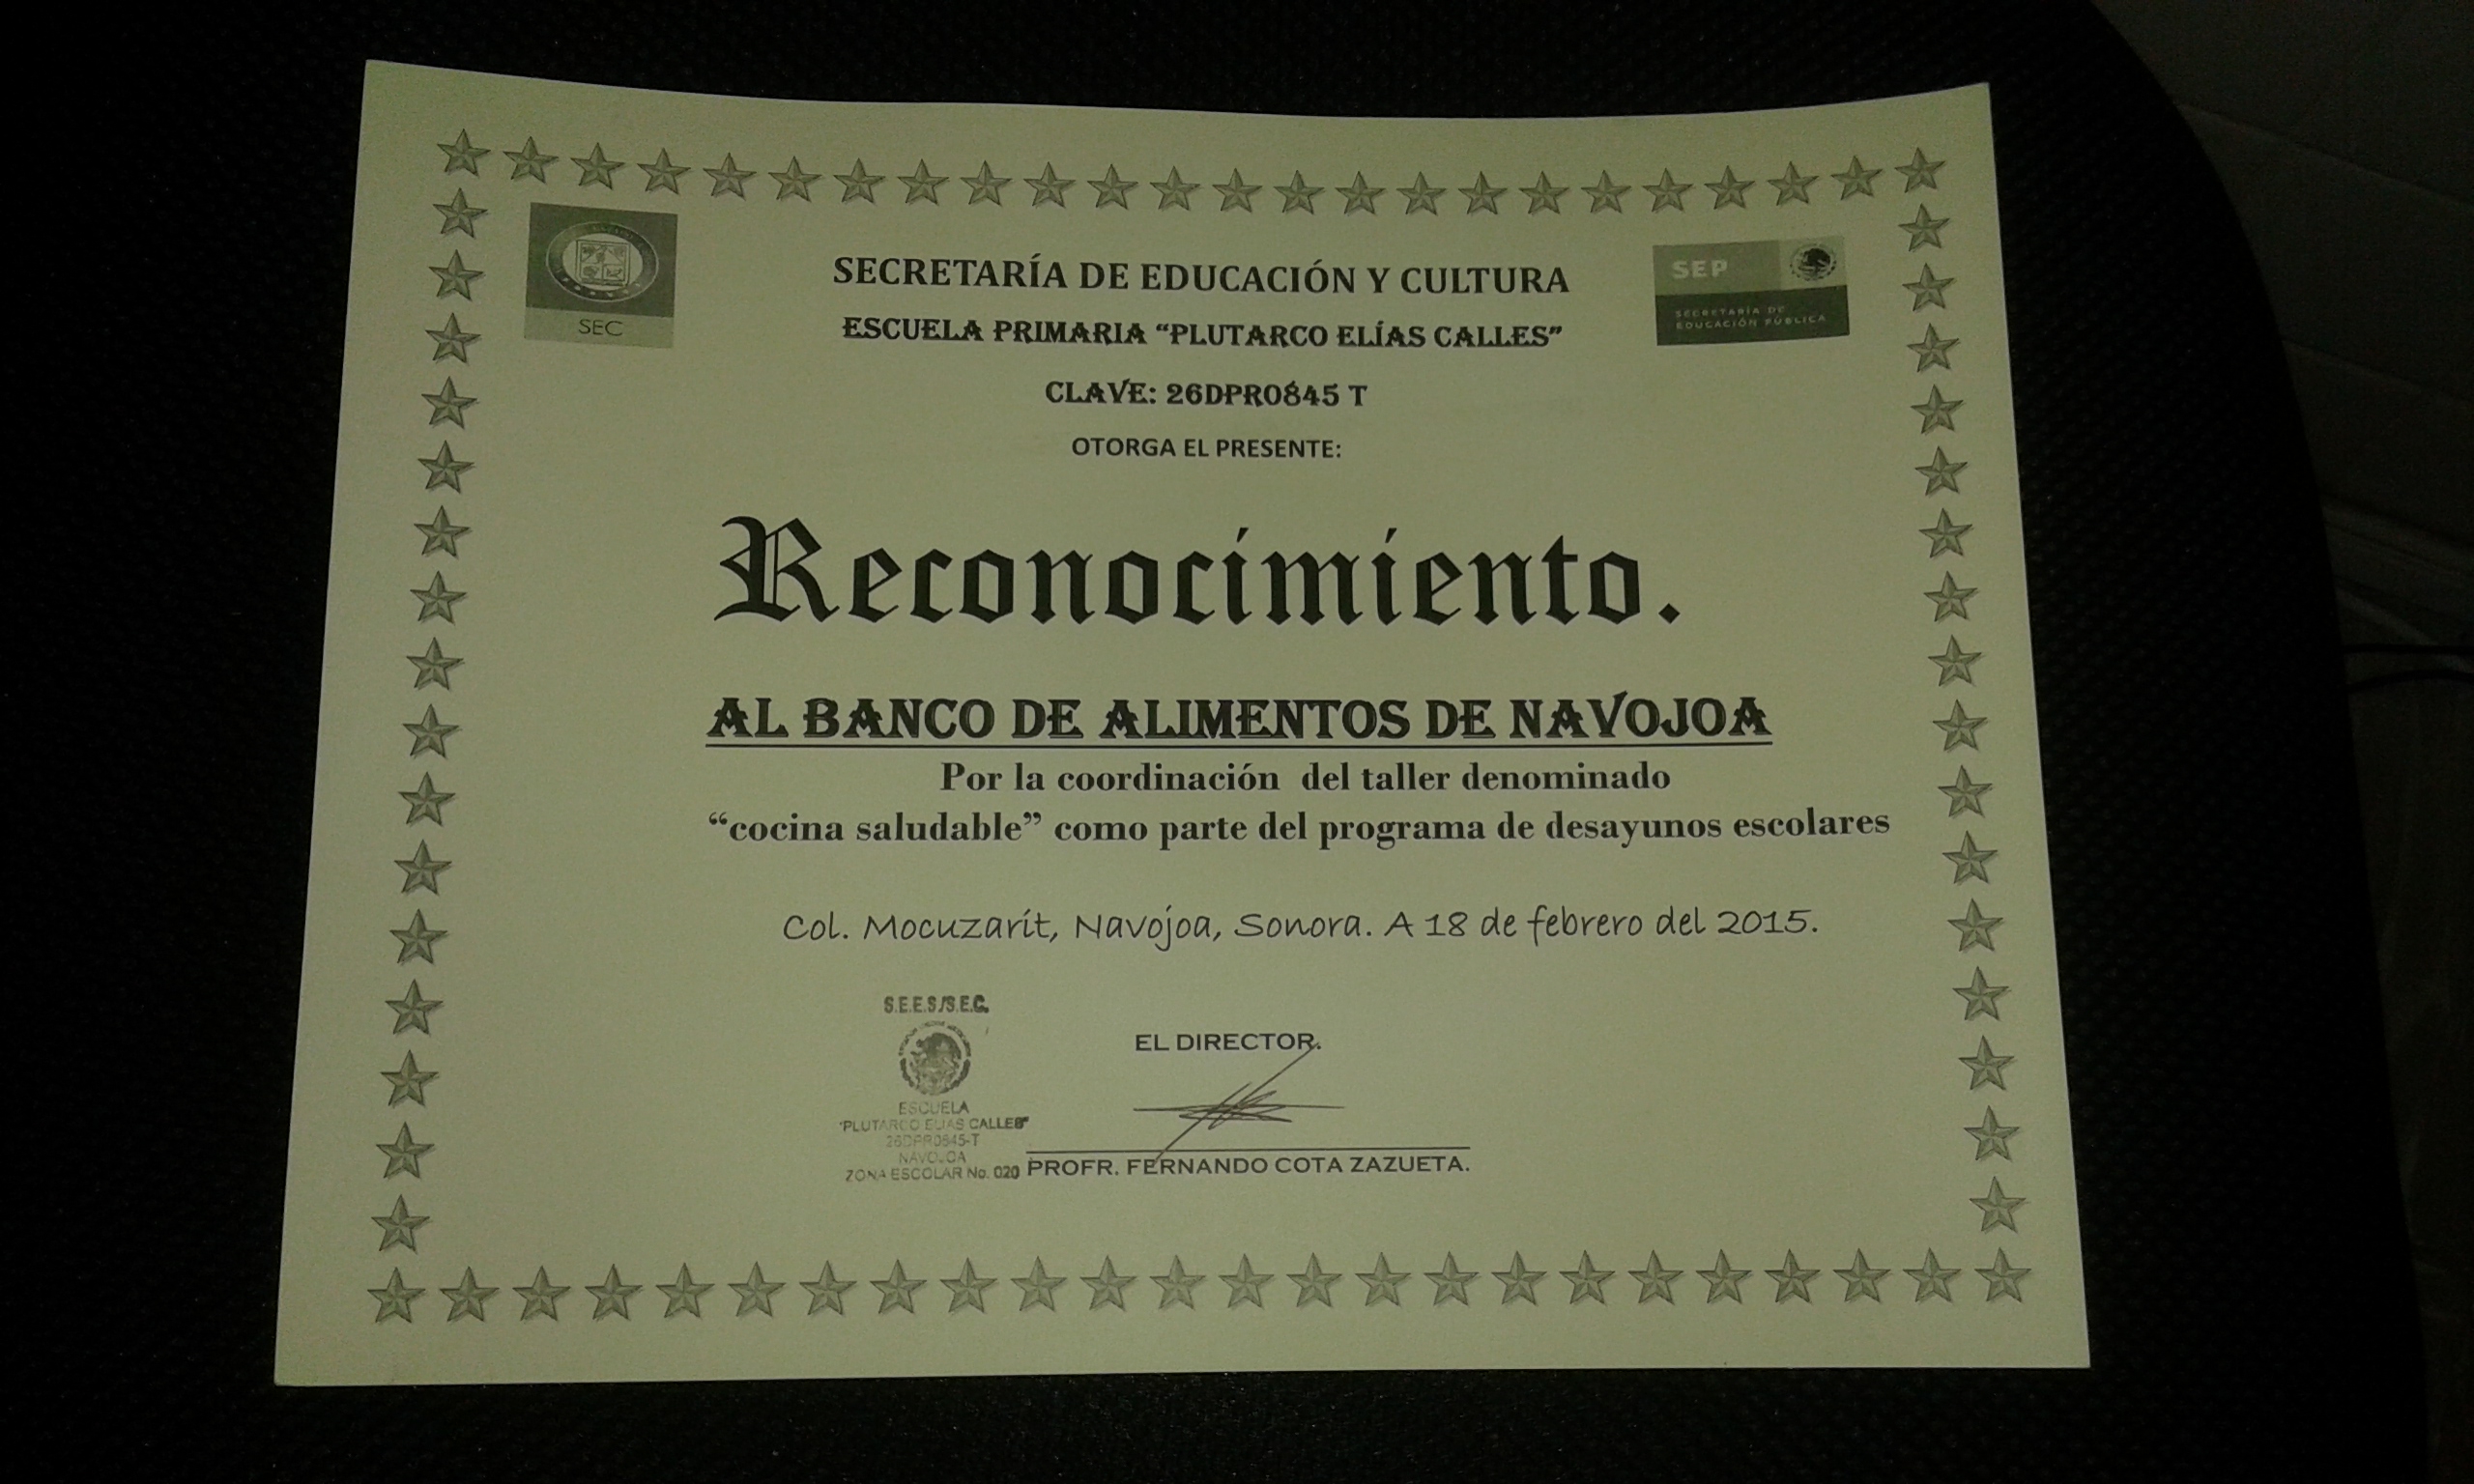 SEC
SECRETARÍA DE EDUCACIÓN Y CULTURA
SEP
SECRETARÍA DE
EDUCACIÓN PÚBLICA
ESCUELA PRIMARIA “PLUTARCO ELÍAS CALLES”
CLAVE: 26DPR0845 T
OTORGA EL PRESENTE:
Reconocimiento.
AL BANCO DE ALIMENTOS DE NAVOJOA
Por la coordinación del taller denominado
“cocina saludable” como parte del programa de desayunos escolares
Col. Mocuzarit, Navojoa, Sonora. A 18 de febrero del 2015.
S.E.E.S/S.E.C.
ESCUELA
"PLUTARCO ELIAS CALLES"
26DPR0845-T
NAVOJOA
ZONA ESCOLAR No. 020
EL DIRECTOR.
PROFR. FERNANDO COTA ZAZUETA.